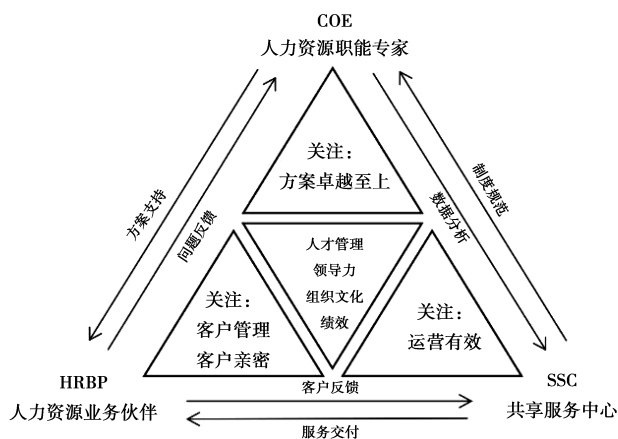 COE
人力资源职能专家
关注：
方案卓越至上
方案支持
问题反馈
数据分析
制度规范
人才管理
领导力
组织文化
绩效
关注：
客户管理
客户亲密
关注：
运营有效
HRBP
人力资源业务伙伴
客户反馈
服务交付
SSC
共享服务中心